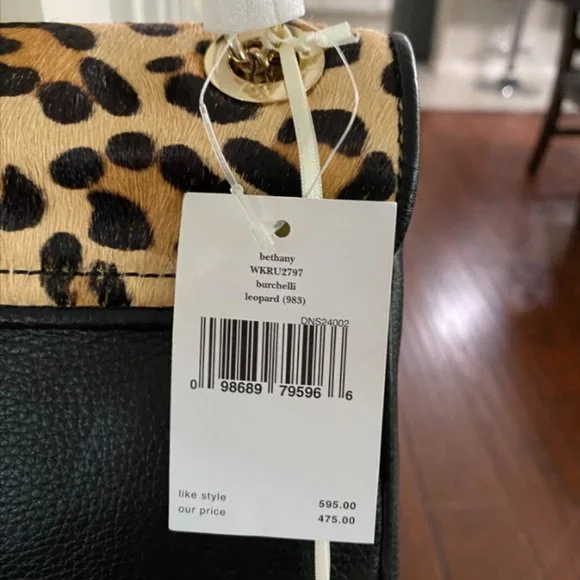 bethany
WKRU2797
burchelli
leopard (983)
DNS24002
0 98689 79596 6
like style 595.00
our price 475.00